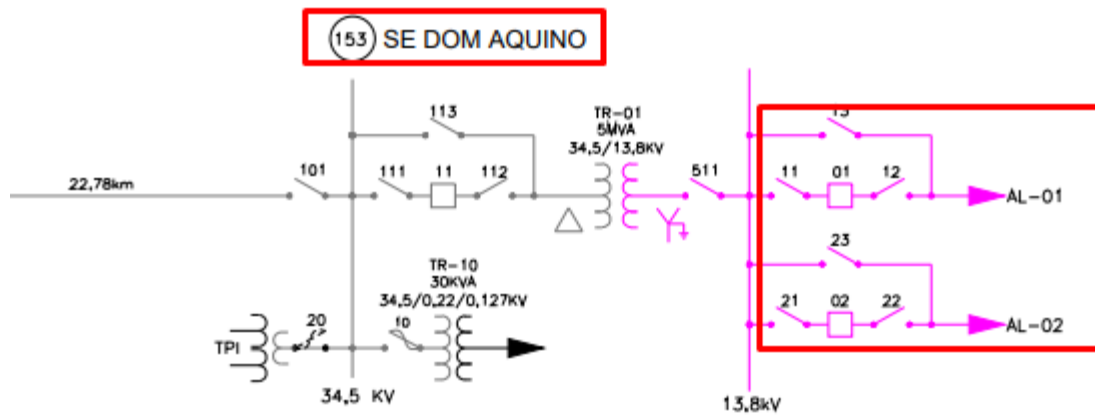 153 SE DOM AQUINO
113
TR-01
5MVA
34,5/13,8KV
13
101
111
11
112
511
11
01
12
22,78km
AL-01
23
TR-10
30KVA
34,5/0,22/0,127KV
21
02
22
20
f0
TPI
AL-02
34,5 KV
13,8kV